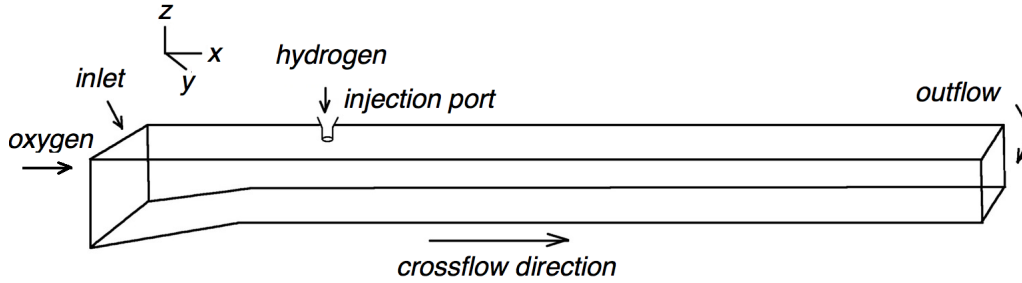 z
x
y
hydrogen
inlet
injection port
outflow
oxygen
crossflow direction